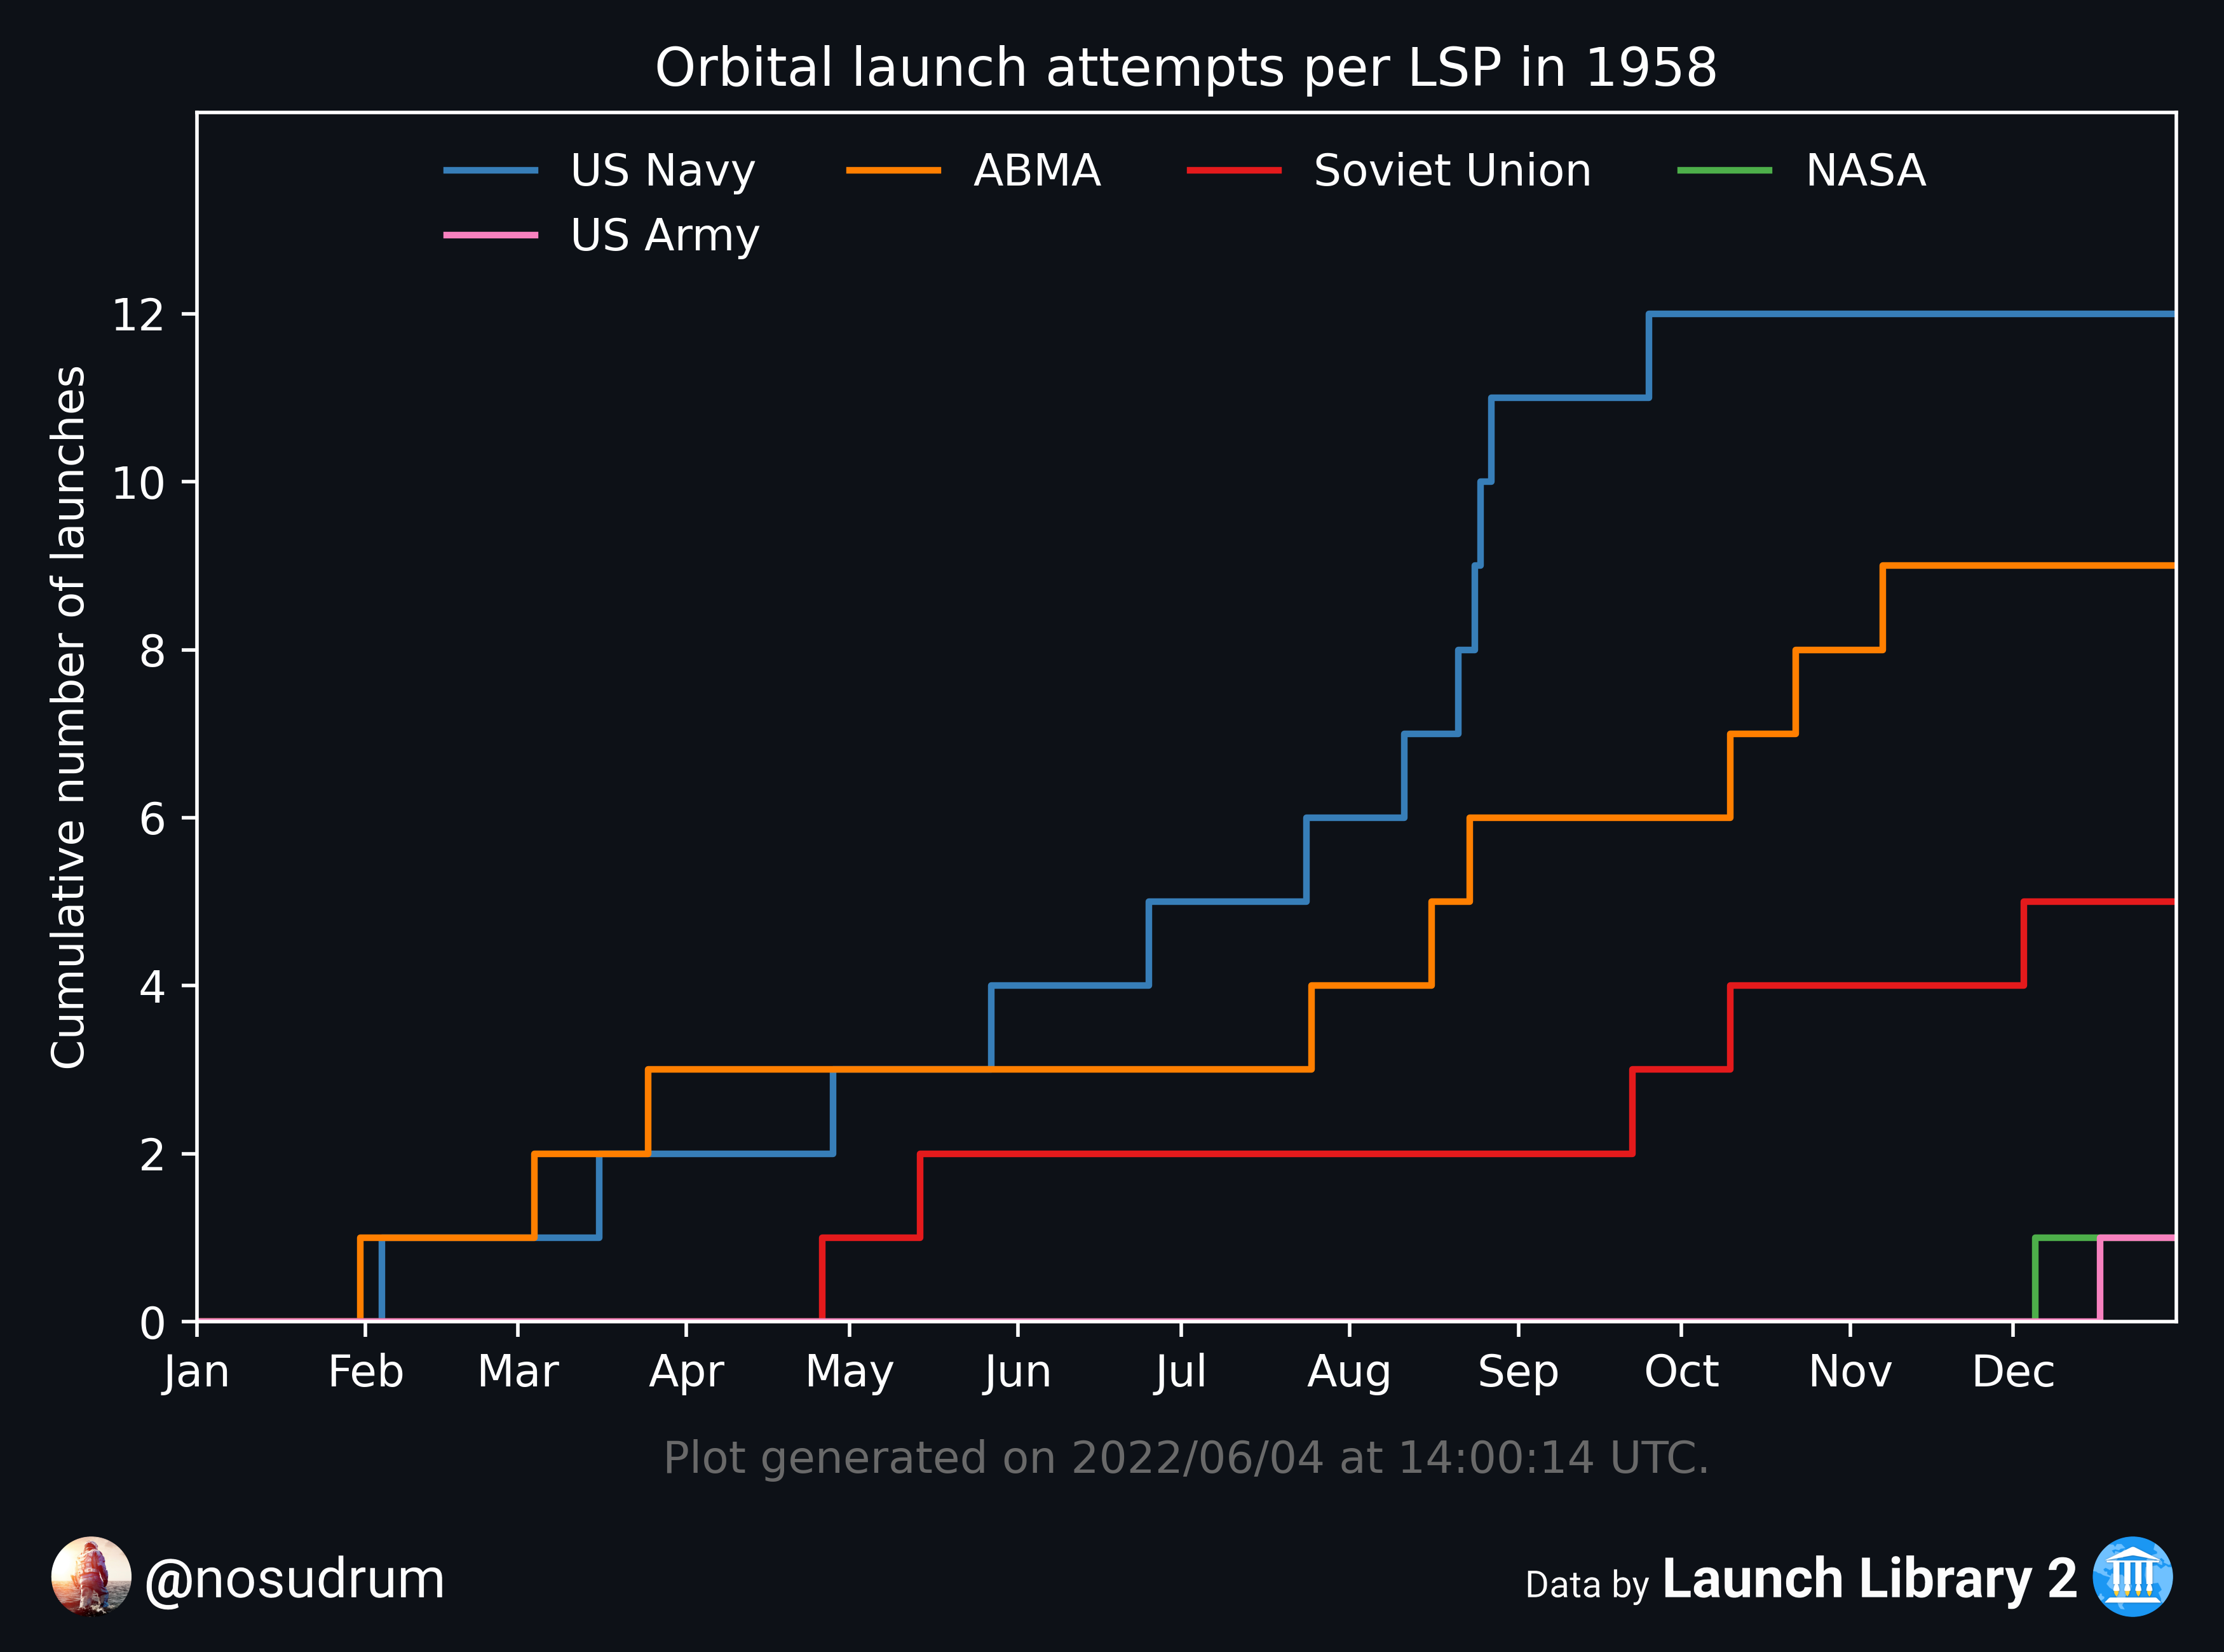 Orbital launch attempts per LSP in 1958
US Navy ABMA Soviet Union NASA
US Army
Cumulative number of launches
12
10
8
6
4
2
0
Jan Feb Mar Apr May Jun Jul Aug Sep Oct Nov Dec
Plot generated on 2022/06/04 at 14:00:14 UTC.
@nosudrum
Data by Launch Library 2